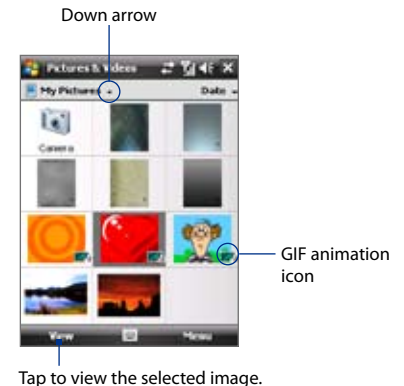 Down arrow
Pictures & Videos
My Pictures
Date
Camera
GIF animation
icon
View
Menu
Tap to view the selected image.